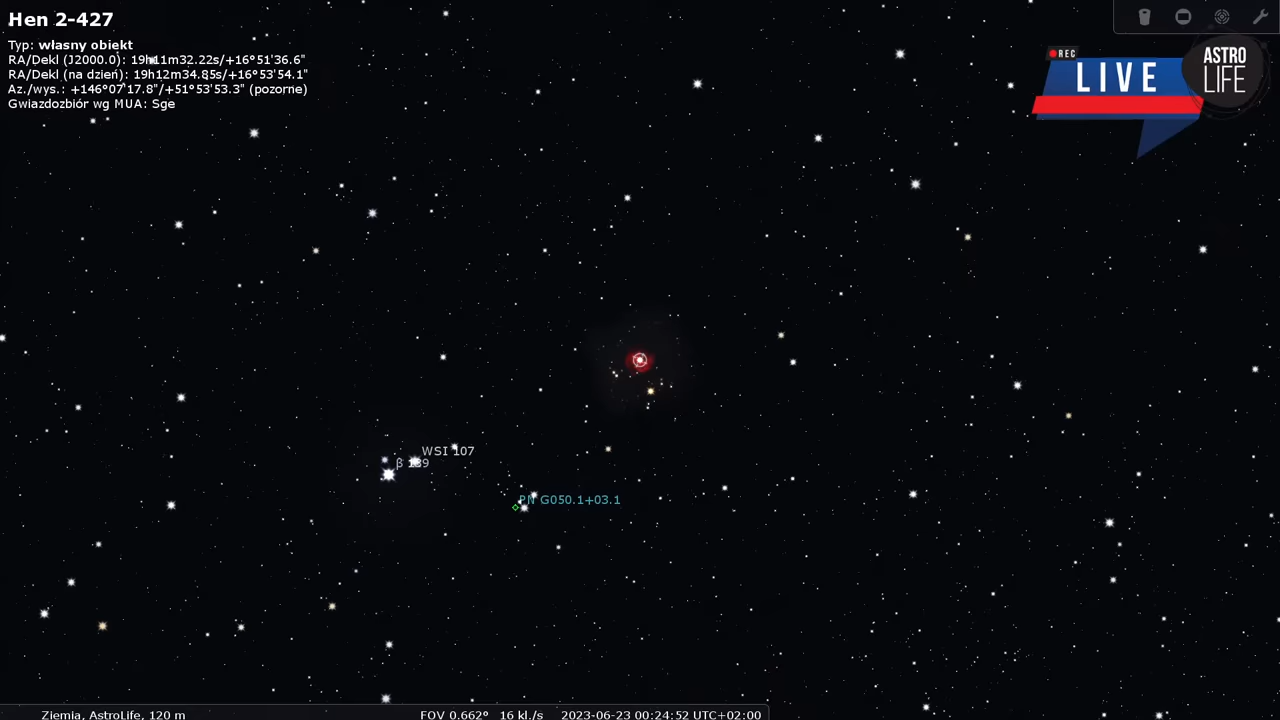 Hen 2-427
Typ: własny obiekt
RA/Dekl (J2000.0): 19h11m32.22s/+16°51'36.6"
RA/Dekl (na dzień): 19h12m34.85s/+16°53'54.1"
Az./wys.: +146°07'17.8"/+51°53'53.3" (pozorne)
Gwiazdozbiór wg MUA: Sge
REC
LIVE
ASTRO
LIFE
WSI 107
β 139
PN G050.1+03.1
Ziemia, AstroLife, 120 m
FOV 0.662°
16 kl./s
2023-06-23 00:24:52 UTC+02:00